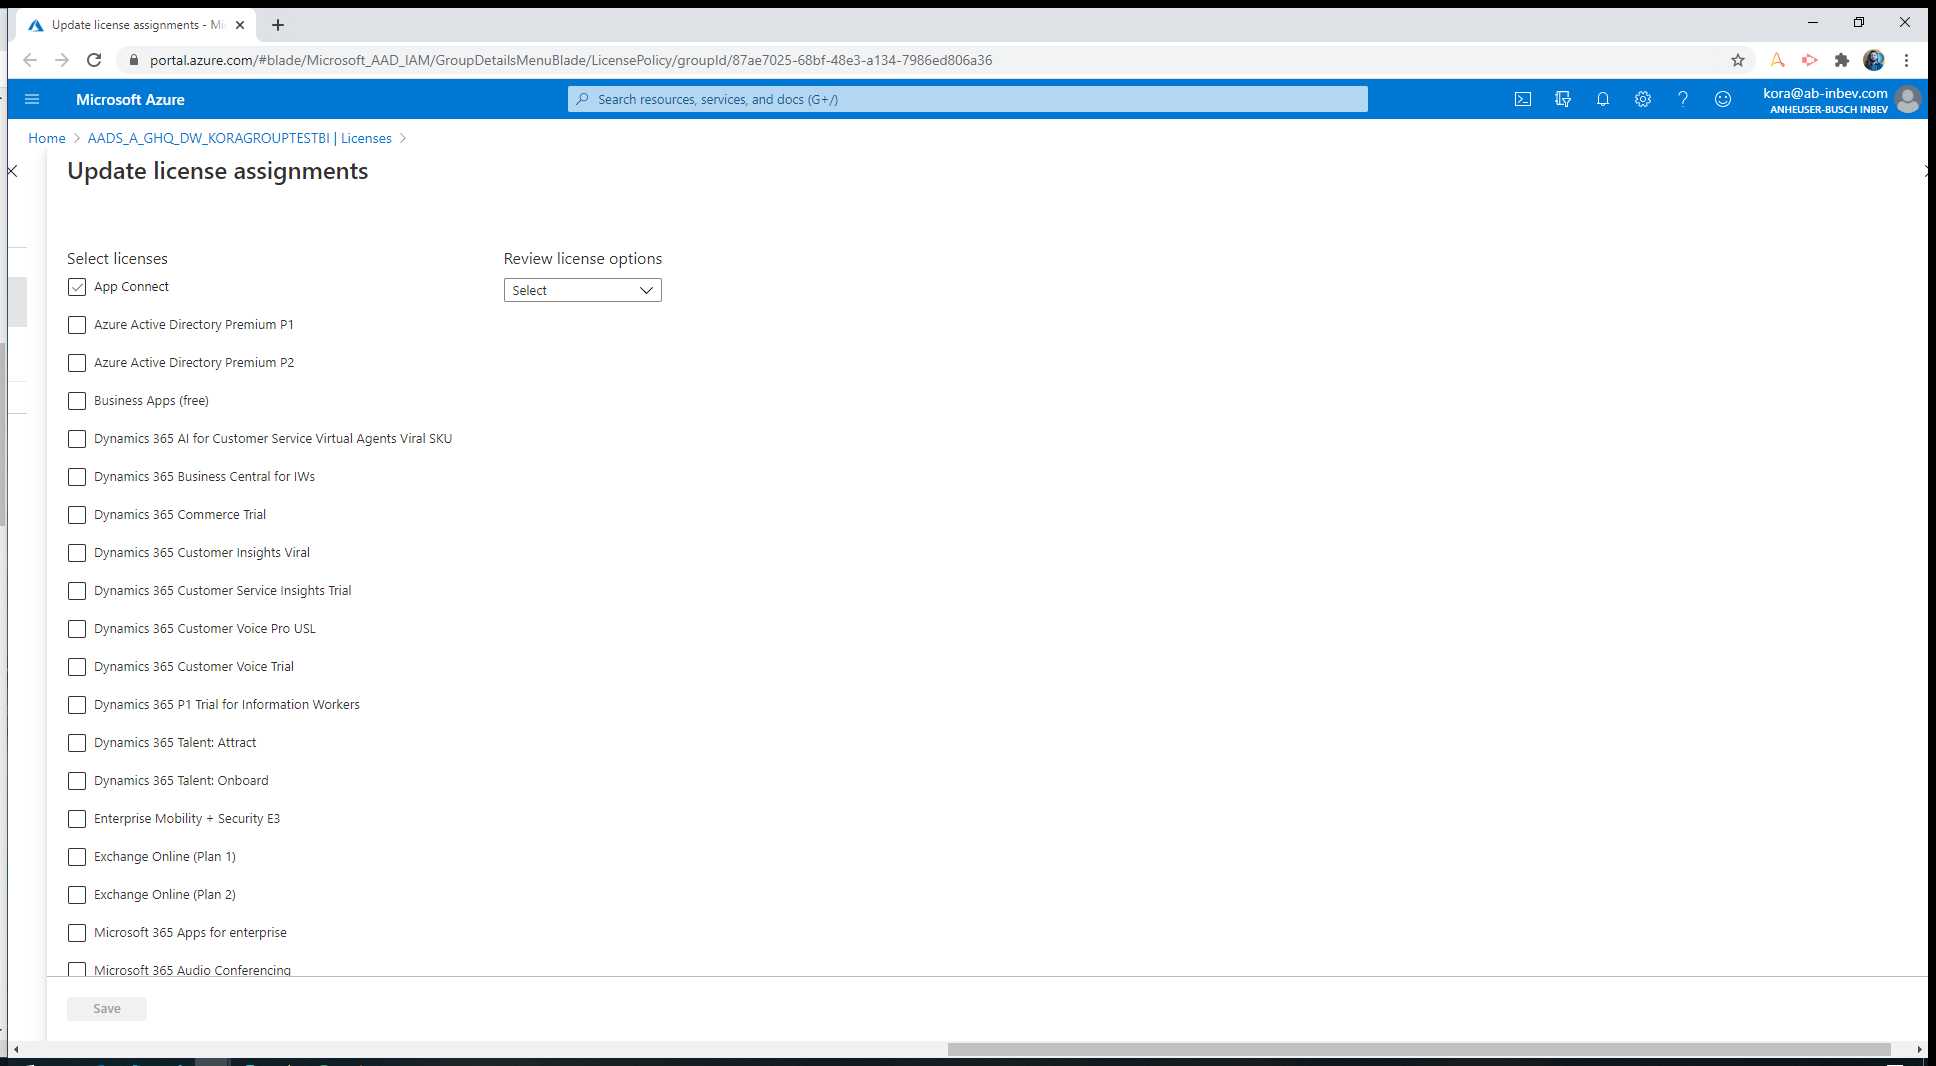 Update license assignments - Mi
portal.azure.com/#blade/Microsoft_AAD_IAM/GroupDetailsMenuBlade/LicensePolicy/groupId/87ae7025-68bf-48e3-a134-7986ed806a36
Microsoft Azure
Search resources, services, and docs (G+/)
kora@ab-inbev.com
ANHEUSER-BUSCH INBEV
Home > AADS_A_GHQ_DW_KORAGROUPTESTBI | Licenses >
Update license assignments
Select licenses
App Connect
Azure Active Directory Premium P1
Azure Active Directory Premium P2
Business Apps (free)
Dynamics 365 AI for Customer Service Virtual Agents Viral SKU
Dynamics 365 Business Central for IWs
Dynamics 365 Commerce Trial
Dynamics 365 Customer Insights Viral
Dynamics 365 Customer Service Insights Trial
Dynamics 365 Customer Voice Pro USL
Dynamics 365 Customer Voice Trial
Dynamics 365 P1 Trial for Information Workers
Dynamics 365 Talent: Attract
Dynamics 365 Talent: Onboard
Enterprise Mobility + Security E3
Exchange Online (Plan 1)
Exchange Online (Plan 2)
Microsoft 365 Apps for enterprise
Microsoft 365 Audio Conferencing
Review license options
Select
Save